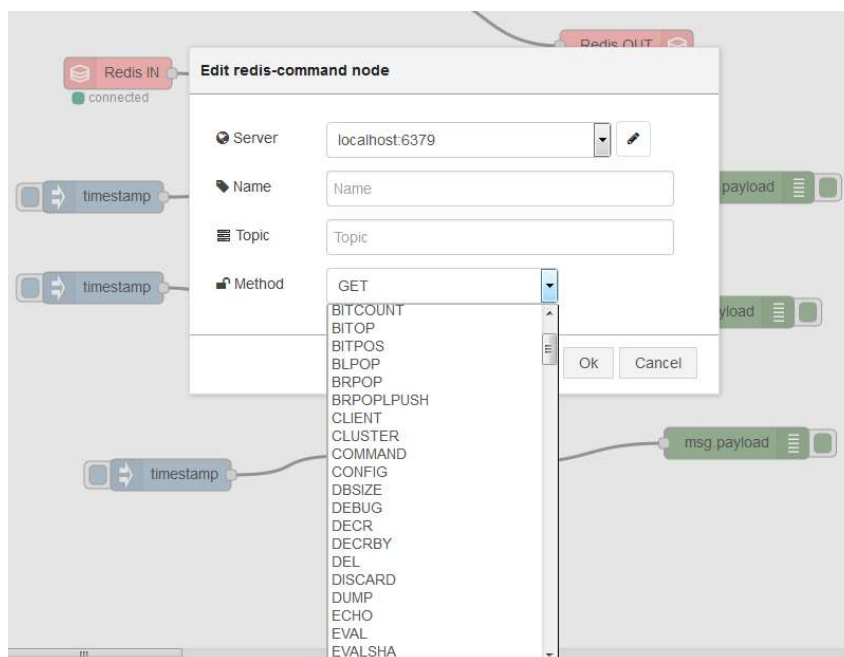 Redis OUT
Redis IN
connected
Edit redis-command node
Server
localhost:6379
Name
Name
timestamp
payload
Topic
Topic
timestamp
Method
GET
yload
BITCOUNT
BITOP
BITPOS
BLPOP
BRPOP
BRPOPLPUSH
CLIENT
CLUSTER
COMMAND
CONFIG
DBSIZE
DEBUG
DECR
DECRBY
DEL
DISCARD
DUMP
ECHO
EVAL
EVALSHA
Ok
Cancel
msg.payload
timestamp